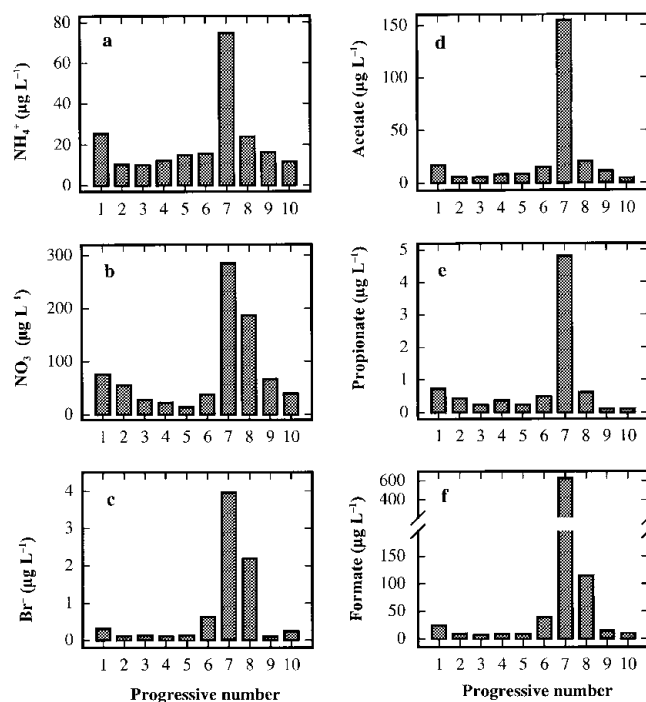 a
NH₄⁺ (µg L⁻¹)
80
60
40
20
0
1 2 3 4 5 6 7 8 9 10
d
Acetate (µg L⁻¹)
150
100
50
0
1 2 3 4 5 6 7 8 9 10
b
NO₃ (µg L⁻¹)
300
200
100
0
1 2 3 4 5 6 7 8 9 10
e
Propionate (µg L⁻¹)
5
4
3
2
1
0
1 2 3 4 5 6 7 8 9 10
c
Br⁻ (µg L⁻¹)
4
3
2
1
0
1 2 3 4 5 6 7 8 9 10
Progressive number
f
Formate (µg L⁻¹)
600
400
150
100
50
0
1 2 3 4 5 6 7 8 9 10
Progressive number